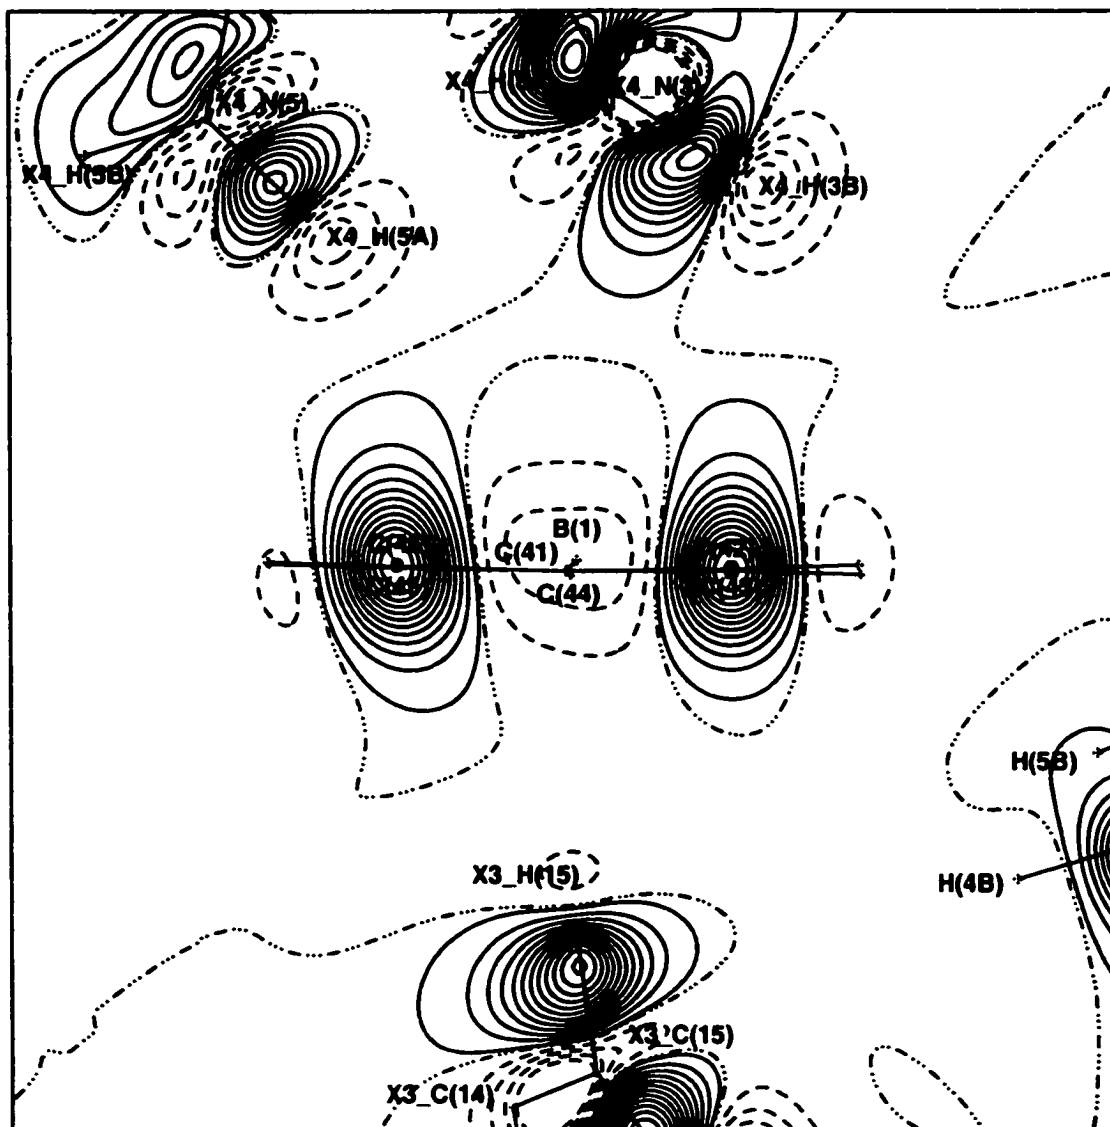 X4_N(5)
X4_N(3)
X4_H(5B)
X4_H(3B)
X4_H(5A)
B(1)
C(41)
C(44)
H(5B)
X3_H(15)
H(4B)
X3_C(15)
X3_C(14)